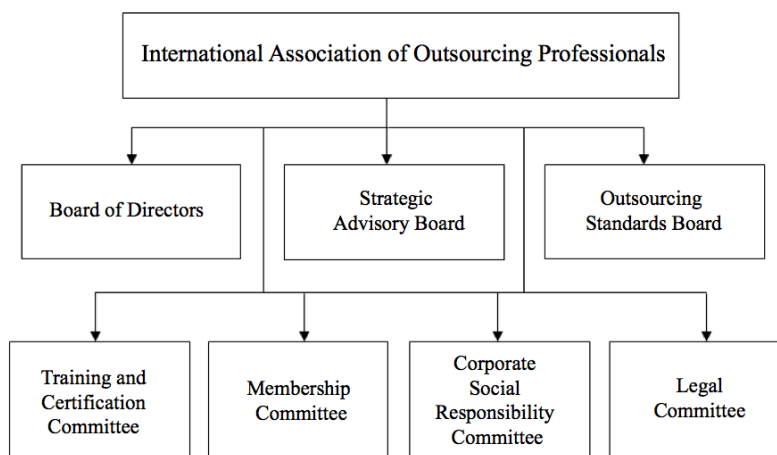 International Association of Outsourcing Professionals
Board of Directors
Strategic
Advisory Board
Outsourcing
Standards Board
Training and
Certification
Committee
Membership
Committee
Corporate
Social
Responsibility
Committee
Legal
Committee